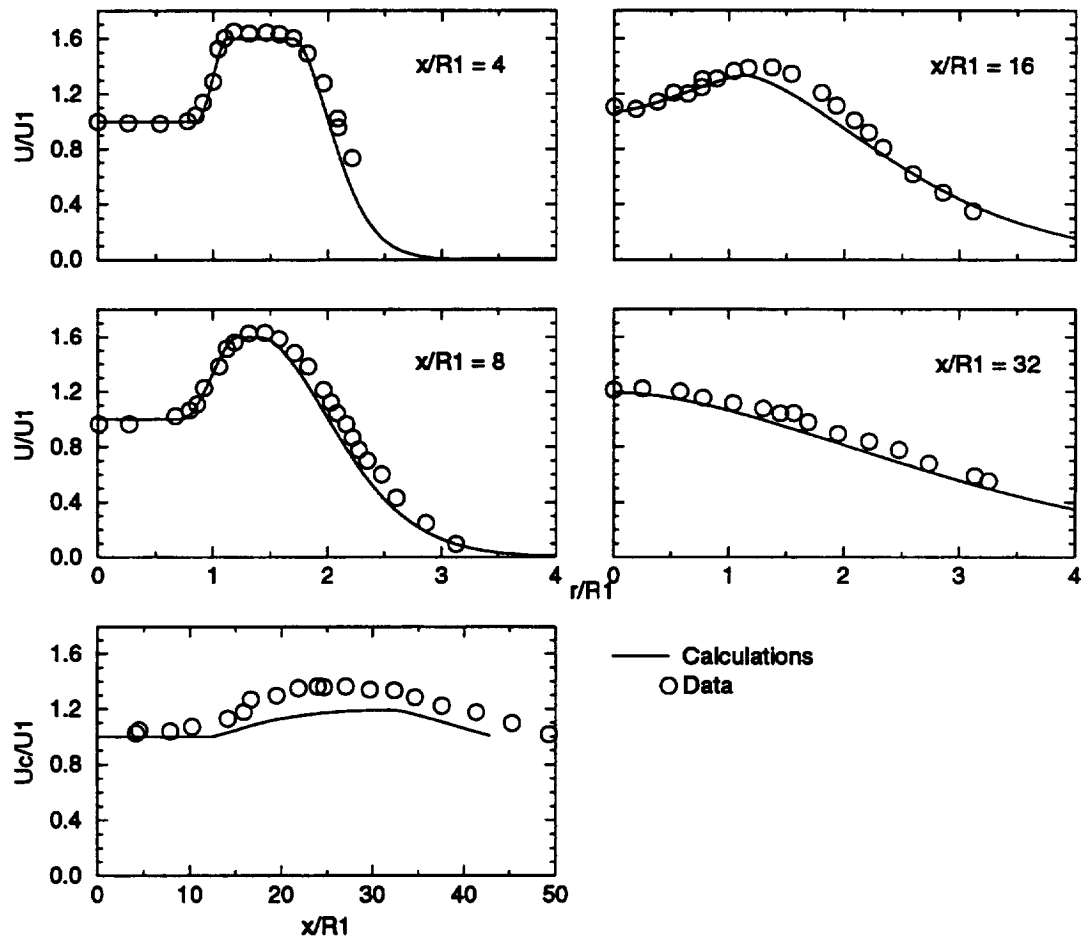 1.6
1.2
0.8
0.4
0.0
U/U1
x/R1 = 4
x/R1 = 16
1.6
1.2
0.8
0.4
0.0
U/U1
x/R1 = 8
x/R1 = 32
0 1 2 3 4
0 1 2 3 4
r/R1
1.6
1.2
0.8
0.4
0.0
Uc/U1
0 10 20 30 40 50
x/R1
Calculations
Data